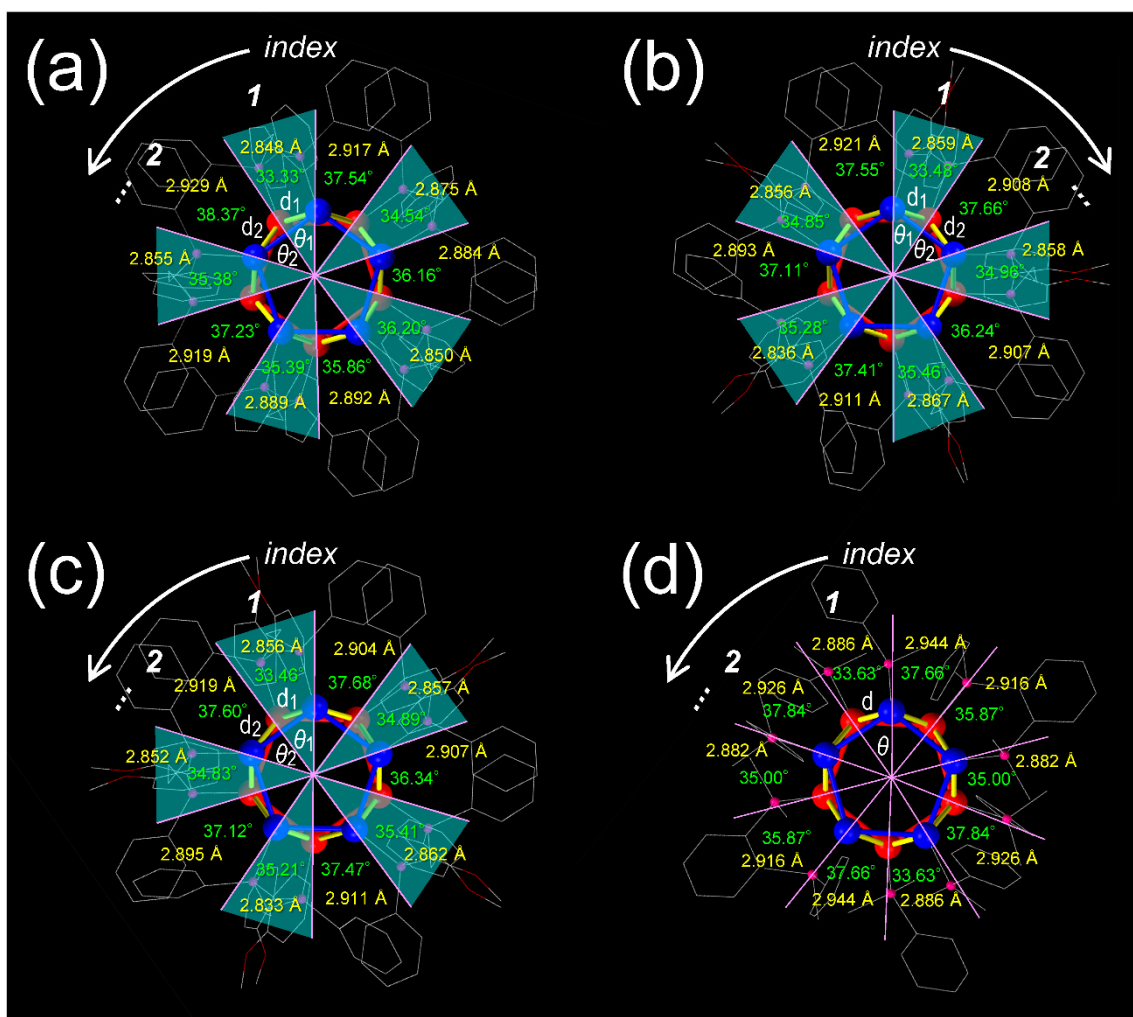 (a)
index
1
2
2.848 Å
33.33°
2.917 Å
37.54°
2.929 Å
38.37°
2.875 Å
34.54°
d1
d2
θ1
θ2
2.884 Å
36.16°
2.855 Å
35.38°
37.23°
2.919 Å
36.20°
2.850 Å
35.39°
35.86°
2.889 Å
2.892 Å
(b)
index
1
2
2.921 Å
37.55°
2.859 Å
33.48°
2.908 Å
37.66°
2.856 Å
34.85°
d1
d2
θ1
θ2
2.893 Å
37.11°
2.858 Å
34.96°
35.28°
2.836 Å
36.24°
2.907 Å
37.41°
35.46°
2.911 Å
2.867 Å
(c)
index
1
2
2.856 Å
33.46°
2.904 Å
37.68°
2.919 Å
37.60°
2.857 Å
34.89°
d1
d2
θ1
θ2
2.907 Å
36.34°
2.852 Å
34.83°
37.12°
2.895 Å
35.41°
2.862 Å
35.21°
37.47°
2.833 Å
2.911 Å
(d)
index
1
2
2.886 Å
33.63°
2.944 Å
37.66°
2.926 Å
37.84°
2.916 Å
35.87°
d
θ
2.882 Å
35.00°
2.882 Å
35.00°
35.87°
2.916 Å
37.84°
2.926 Å
37.66°
33.63°
2.944 Å
2.886 Å